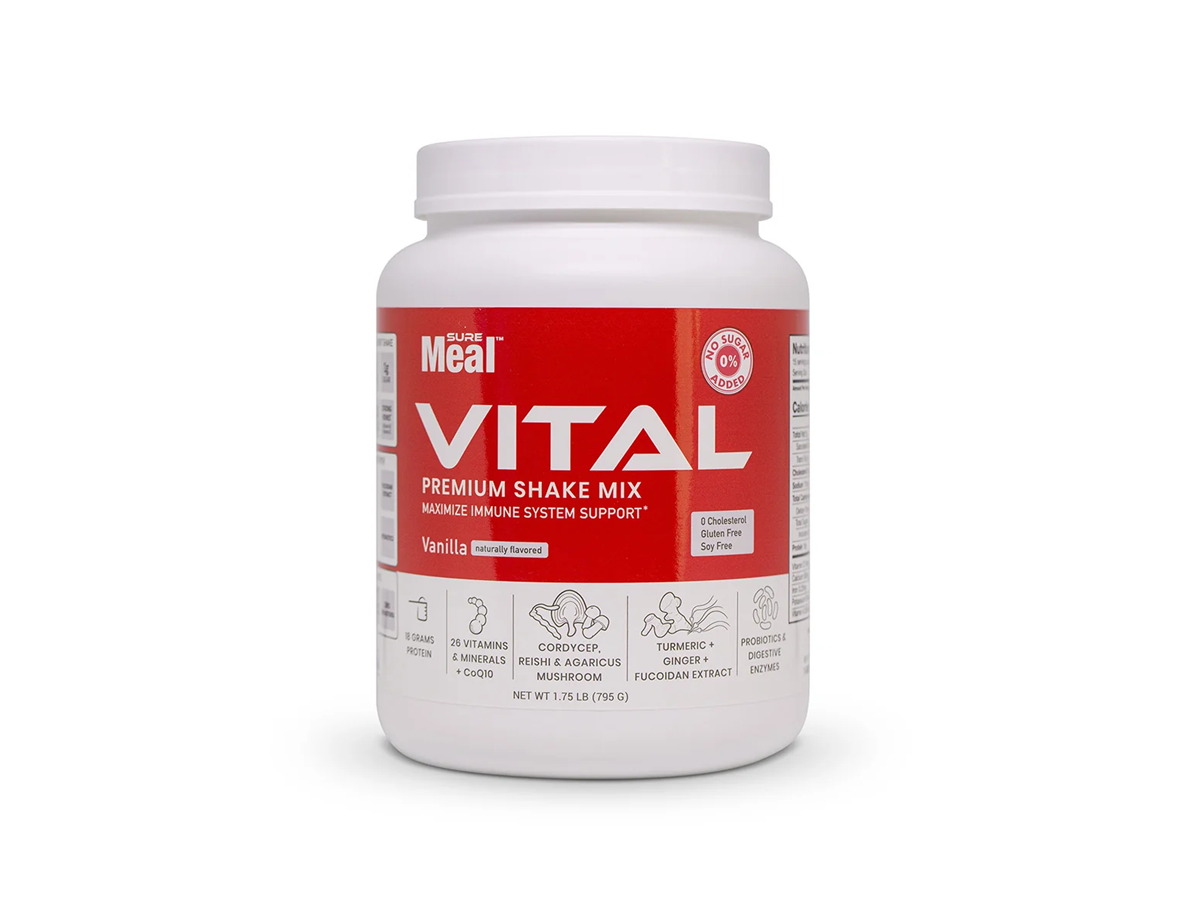 SURE
Meal™
NO SUGAR
0%
ADDED
VITAL
PREMIUM SHAKE MIX
MAXIMIZE IMMUNE SYSTEM SUPPORT*
0 Cholesterol
Gluten Free
Soy Free
Vanilla naturally flavored
18 GRAMS
PROTEIN
26 VITAMINS
& MINERALS
+ CoQ10
CORDYCEP,
REISHI & AGARICUS
MUSHROOM
TURMERIC +
GINGER +
FUCOIDAN EXTRACT
PROBIOTICS &
DIGESTIVE
ENZYMES
NET WT 1.75 LB (795 G)